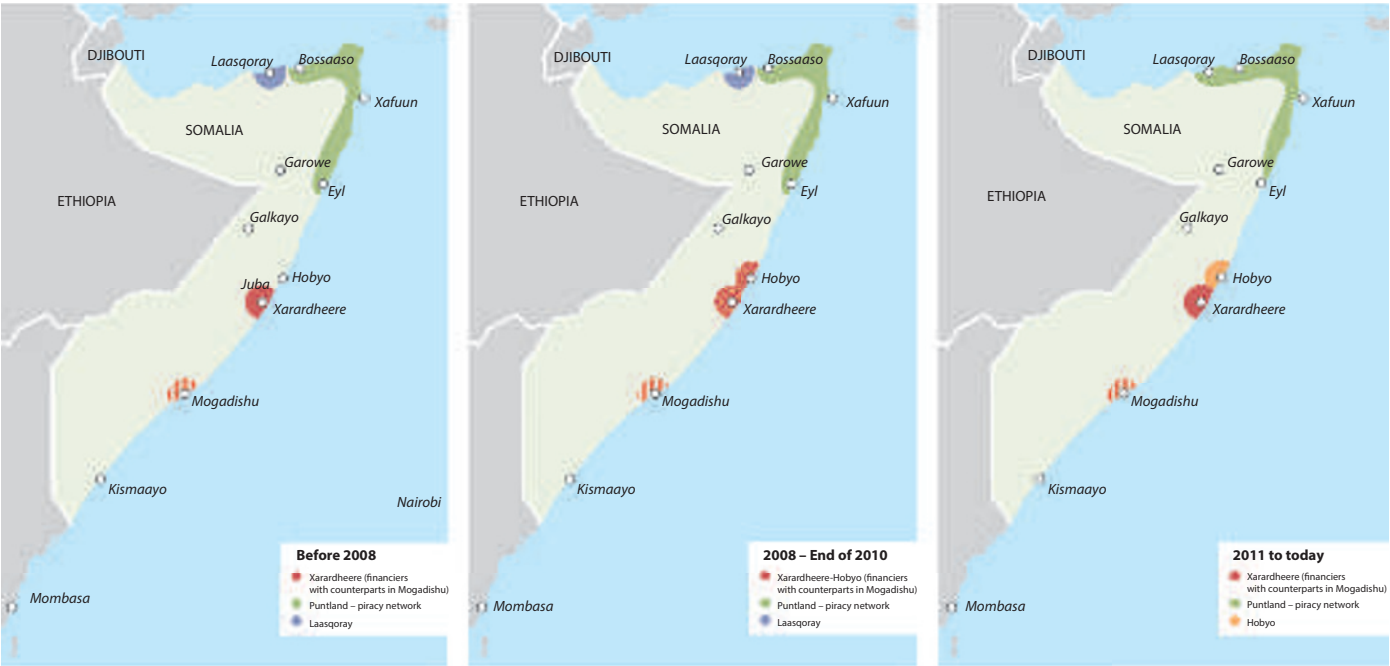 DJIBOUTI
Laasqoray
Bossaaso
Xafuun
SOMALIA
Garowe
Eyl
ETHIOPIA
Galkayo
Hobyo
Juba
Xarardheere
Mogadishu
Kismaayo
Nairobi
Mombasa
Before 2008
Xarardheere (financiers
with counterparts in Mogadishu)
Puntland – piracy network
Laasqoray
DJIBOUTI
Laasqoray
Bossaaso
Xafuun
SOMALIA
Garowe
Eyl
ETHIOPIA
Galkayo
Hobyo
Xarardheere
Mogadishu
Kismaayo
Mombasa
2008 – End of 2010
Xarardheere-Hobyo (financiers
with counterparts in Mogadishu)
Puntland – piracy network
Laasqoray
DJIBOUTI
Laasqoray
Bossaaso
Xafuun
SOMALIA
Garowe
Eyl
ETHIOPIA
Galkayo
Hobyo
Xarardheere
Mogadishu
Kismaayo
Mombasa
2011 to today
Xarardheere (financiers
with counterparts in Mogadishu)
Puntland – piracy network
Hobyo